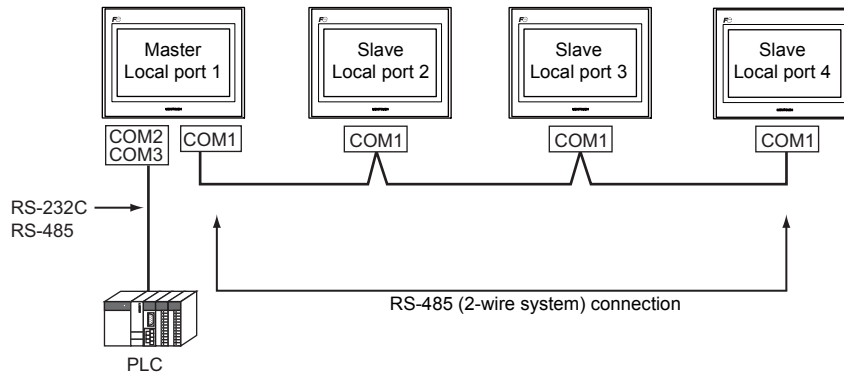 Master
Local port 1
Slave
Local port 2
Slave
Local port 3
Slave
Local port 4
COM2
COM3
COM1
COM1
COM1
COM1
RS-232C
RS-485
RS-485 (2-wire system) connection
PLC